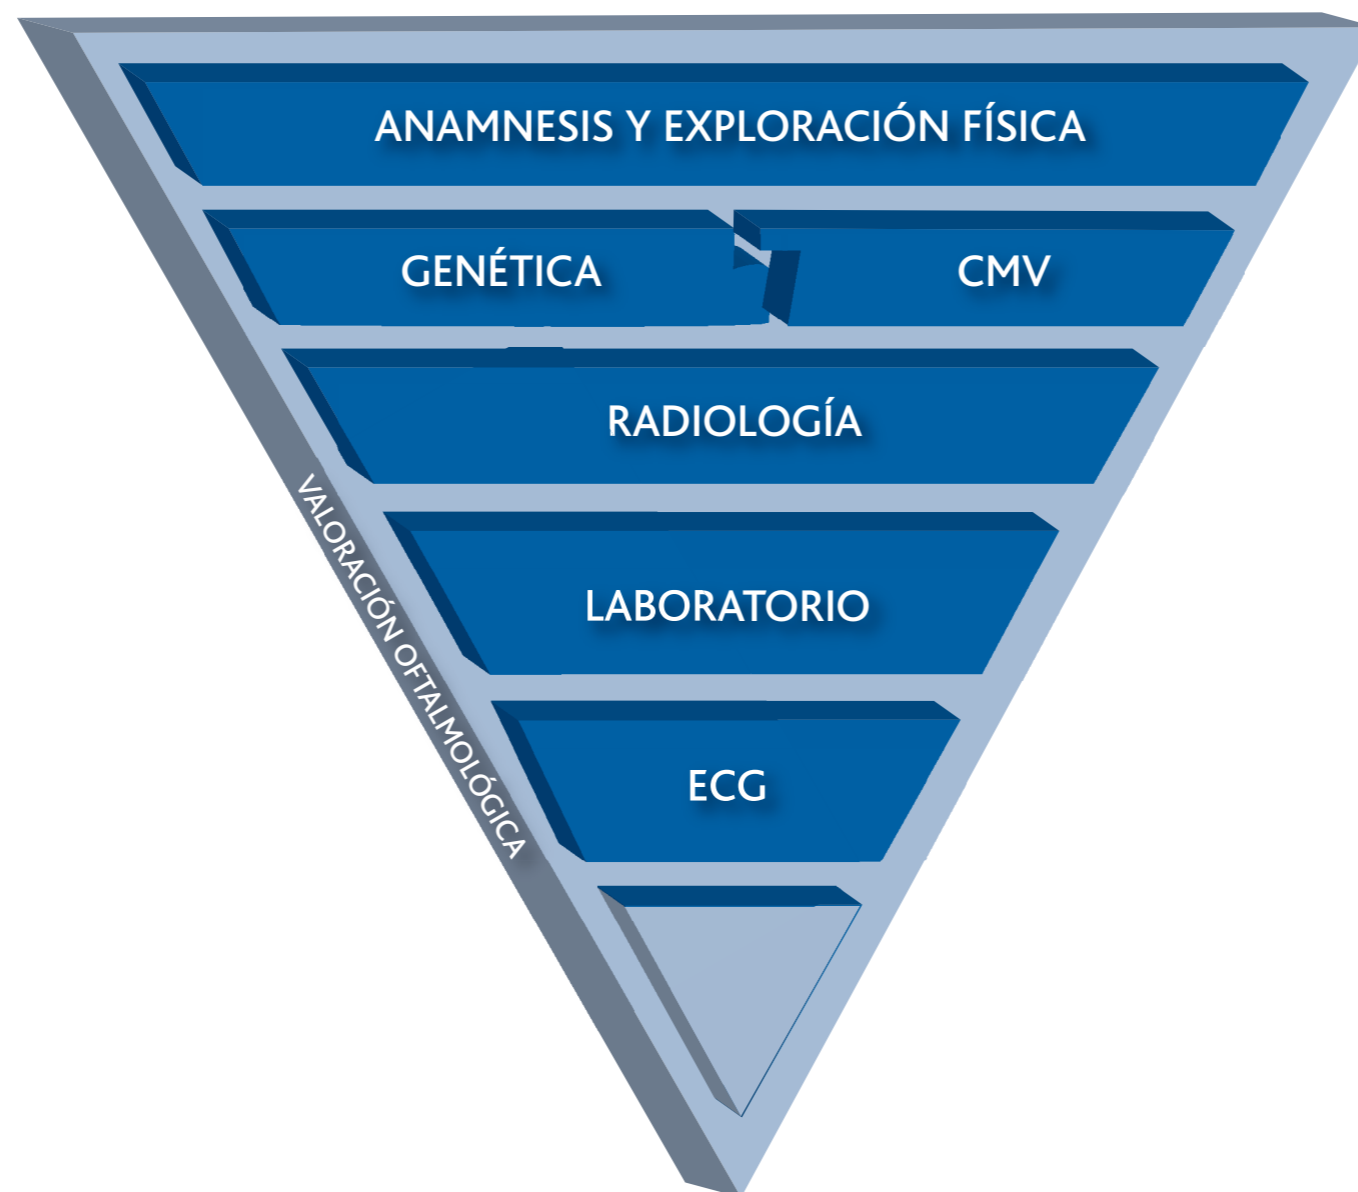 ANAMNESIS Y EXPLORACIÓN FÍSICA
GENÉTICA
CMV
RADIOLOGÍA
LABORATORIO
ECG
VALORACIÓN OFTALMOLÓGICA